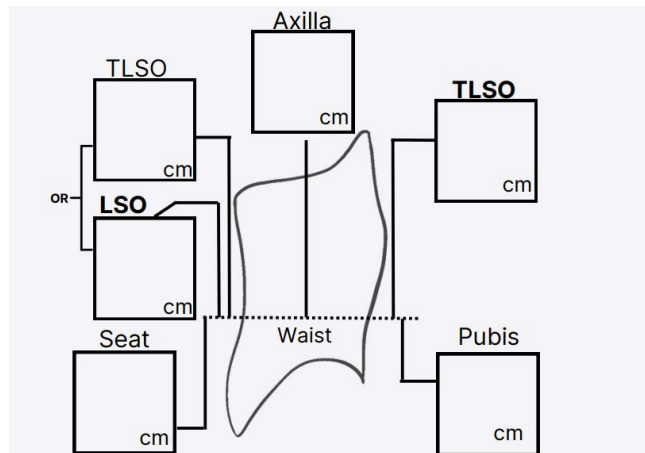 Axilla
cm
TLSO
cm
TLSO
cm
OR
LSO
cm
Waist
Seat
cm
Pubis
cm